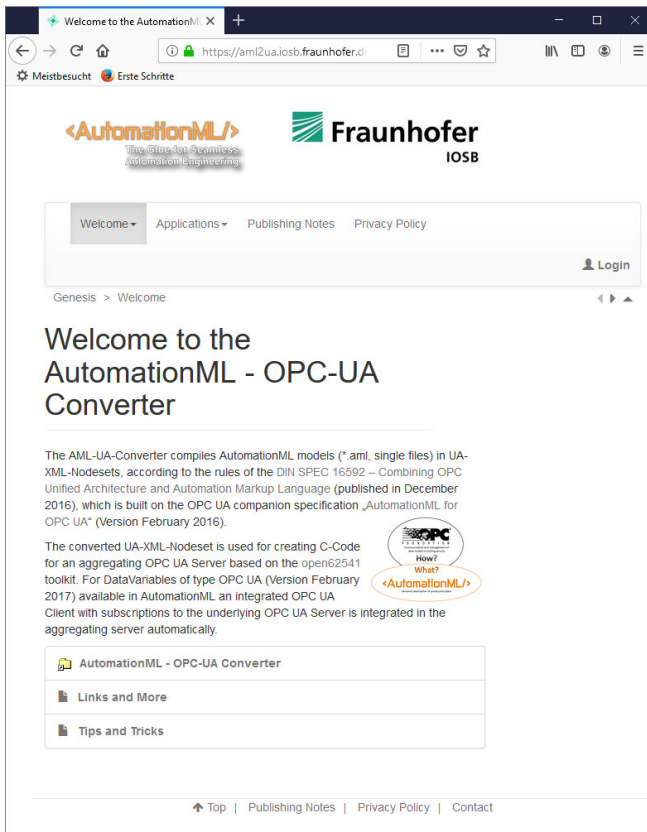 Welcome to the AutomationM
https://aml2ua.iosb.fraunhofer.d
Meistbesucht Erste Schritte
<AutomationML/>
The Glue for Seamless
Automation Engineering
Fraunhofer
IOSB
Welcome Applications Publishing Notes Privacy Policy
Login
Genesis > Welcome
Welcome to the
AutomationML - OPC-UA
Converter
The AML-UA-Converter compiles AutomationML models (*.aml, single files) in UA-
XML-Nodesets, according to the rules of the DIN SPEC 16592 – Combining OPC
Unified Architecture and Automation Markup Language (published in December
2016), which is built on the OPC UA companion specification „AutomationML for
OPC UA“ (Version February 2016).
The converted UA-XML-Nodeset is used for creating C-Code
for an aggregating OPC UA Server based on the open62541
toolkit. For DataVariables of type OPC UA (Version February
2017) available in AutomationML an integrated OPC UA
Client with subscriptions to the underlying OPC UA Server is integrated in the
aggregating server automatically.
OPC
FOUNDATION
How?
What?
<AutomationML/>
AutomationML - OPC-UA Converter
Links and More
Tips and Tricks
Top | Publishing Notes | Privacy Policy | Contact